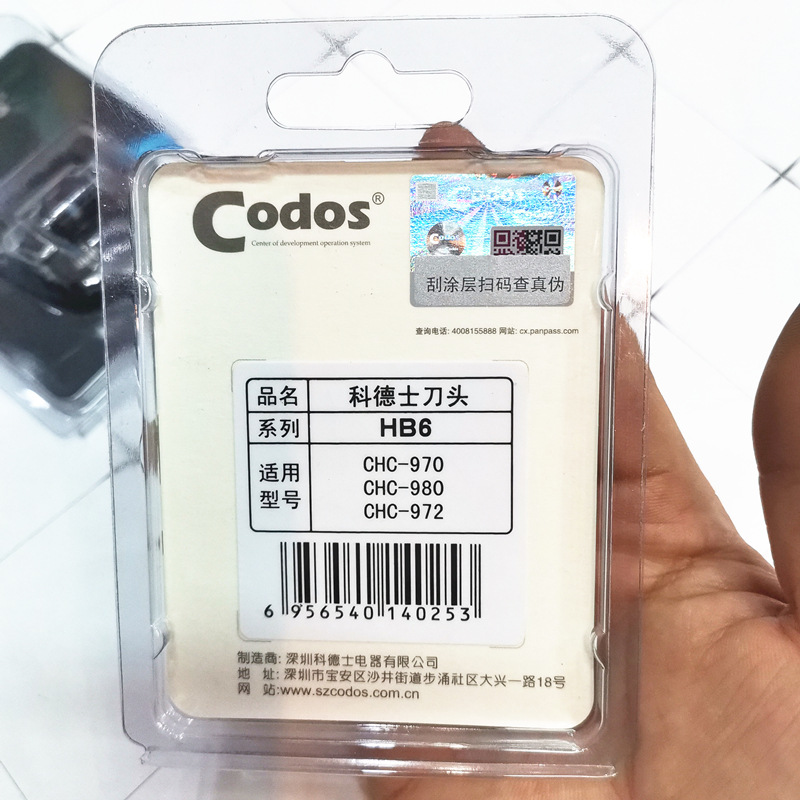 Codos®
Center of development operation system
Codos
刮涂层扫码查真伪
查询电话: 4008155888 网站: cx.panpass.com
品名 科德士刀头
系列 HB6
适用型号 CHC-970
CHC-980
CHC-972
6 956540 140253
制造商: 深圳科德士电器有限公司
地 址: 深圳市宝安区沙井街道步涌社区大兴一路18号
网 站:www.szcodos.com.cn